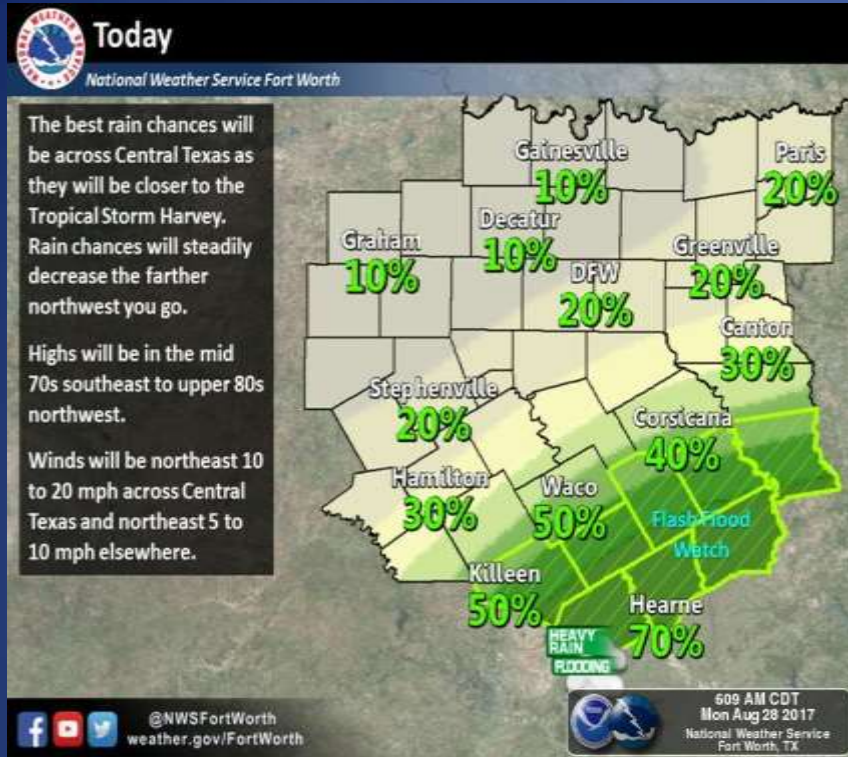 Today
National Weather Service Fort Worth
The best rain chances will
be across Central Texas as
they will be closer to the
Tropical Storm Harvey.
Rain chances will steadily
decrease the farther
northwest you go.
Highs will be in the mid
70s southeast to upper 80s
northwest.
Winds will be northeast 10
to 20 mph across Central
Texas and northeast 5 to
10 mph elsewhere.
Gainesville
10%
Paris
20%
Graham
10%
Decatur
10%
DFW
20%
Greenville
20%
Canton
30%
Stephenville
20%
Corsicana
40%
Hamilton
30%
Waco
50%
Flash Flood
Watch
Killeen
50%
Hearne
70%
HEAVY
RAIN
FLOODING
@NWSFortWorth
weather.gov/FortWorth
609 AM CDT
Mon Aug 28 2017
National Weather Service
Fort Worth, TX